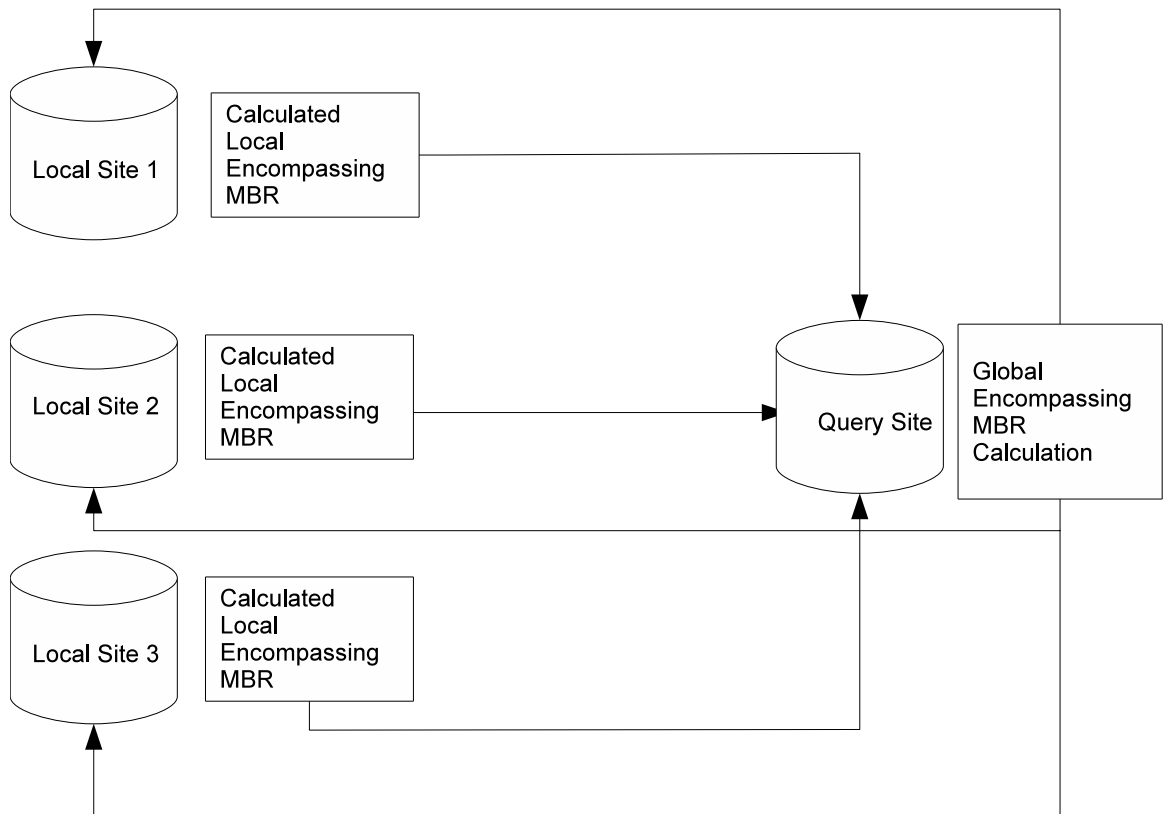 Local Site 1
Calculated
Local
Encompassing
MBR
Local Site 2
Calculated
Local
Encompassing
MBR
Query Site
Global
Encompassing
MBR
Calculation
Local Site 3
Calculated
Local
Encompassing
MBR